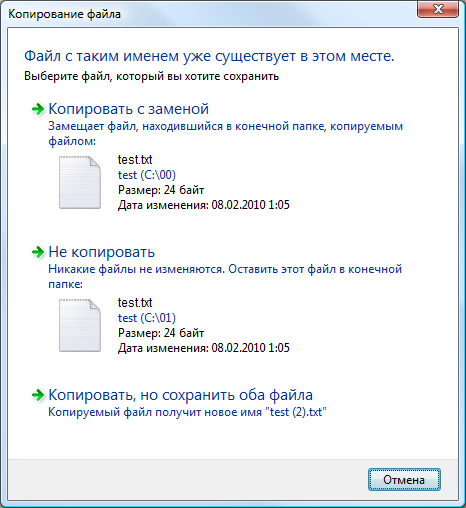 Копирование файла
Файл с таким именем уже существует в этом месте.
Выберите файл, который вы хотите сохранить
Копировать с заменой
Замещает файл, находившийся в конечной папке, копируемым
файлом:
test.txt
test (C:\00)
Размер: 24 байт
Дата изменения: 08.02.2010 1:05
Не копировать
Никакие файлы не изменяются. Оставить этот файл в конечной
папке:
test.txt
test (C:\01)
Размер: 24 байт
Дата изменения: 08.02.2010 1:05
Копировать, но сохранить оба файла
Копируемый файл получит новое имя "test (2).txt"
Отмена